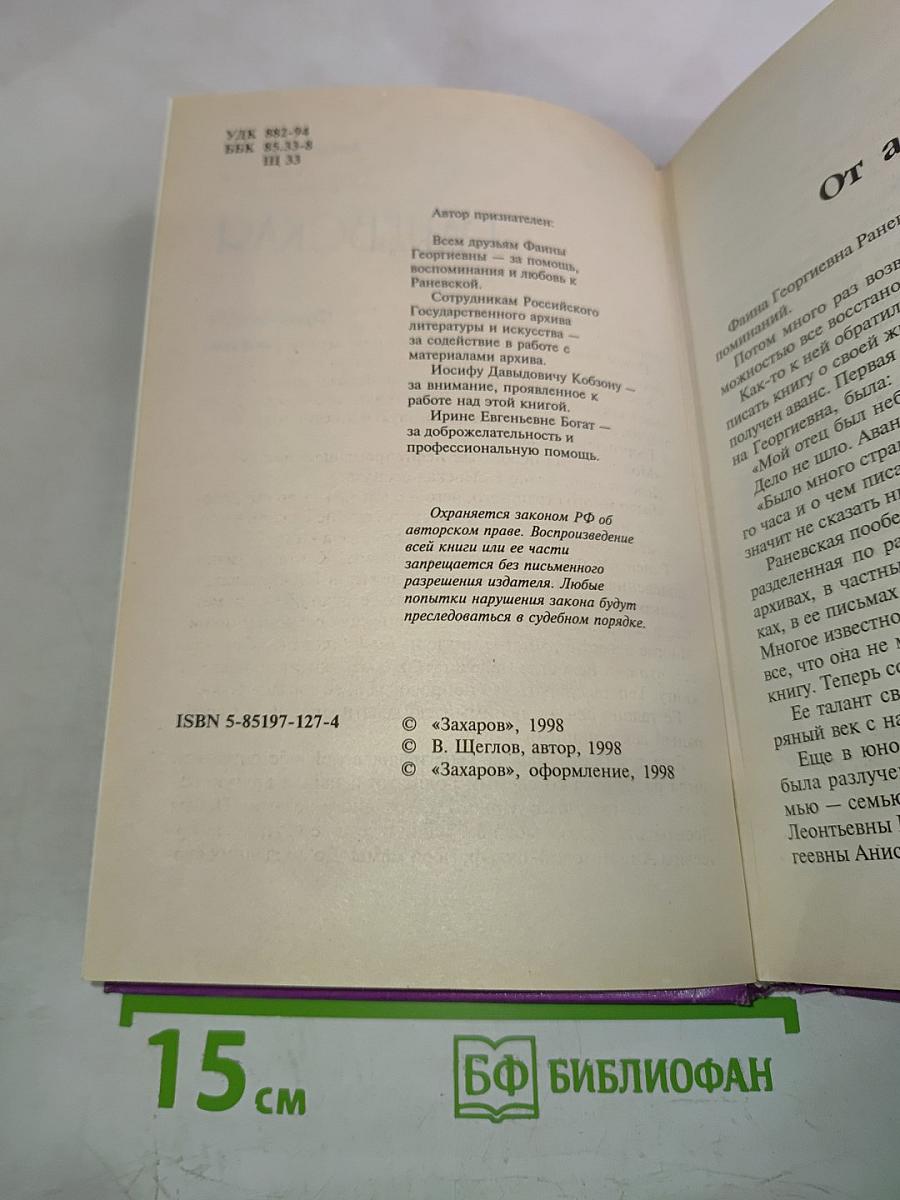 УДК 882-94
ББК 85.33-8
Щ 33
Автор признателен:
Всем друзьям Фаины
Георгиевны — за помощь,
воспоминания и любовь к
Раневской.
Сотрудникам Российского
Государственного архива
литературы и искусства —
за содействие в работе с
материалами архива.
Иосифу Давыдовичу Кобзону —
за внимание, проявленное к
работе над этой книгой.
Ирине Евгеньевне Богат —
за доброжелательность и
профессиональную помощь.
Охраняется законом РФ об
авторском праве. Воспроизведение
всей книги или ее части
запрещается без письменного
разрешения издателя. Любые
попытки нарушения закона будут
преследоваться в судебном порядке.
ISBN 5-85197-127-4
© «Захаров», 1998
© В. Щеглов, автор, 1998
© «Захаров», оформление, 1998
От а
Фаина Георгиевна Ранев
поминаний.
Потом много раз возв
можностью все восстано
Как-то к ней обратил
писать книгу о своей жи
получен аванс. Первая
на Георгиевна, была:
«Мой отец был неб
Дело не шло. Аван
«Было много стра
го часа и о чем писа
значит не сказать ни
Раневская пообе
разделенная по ра
архивах, в частны
ках, в ее письмах
Многое известно
все, что она не м
книгу. Теперь со
Ее талант св
ряный век с на
Еще в юно
была разлуче
мью — семью
Леонтьевны
геевны Анис
15 см
БФ БИБЛИОФАН